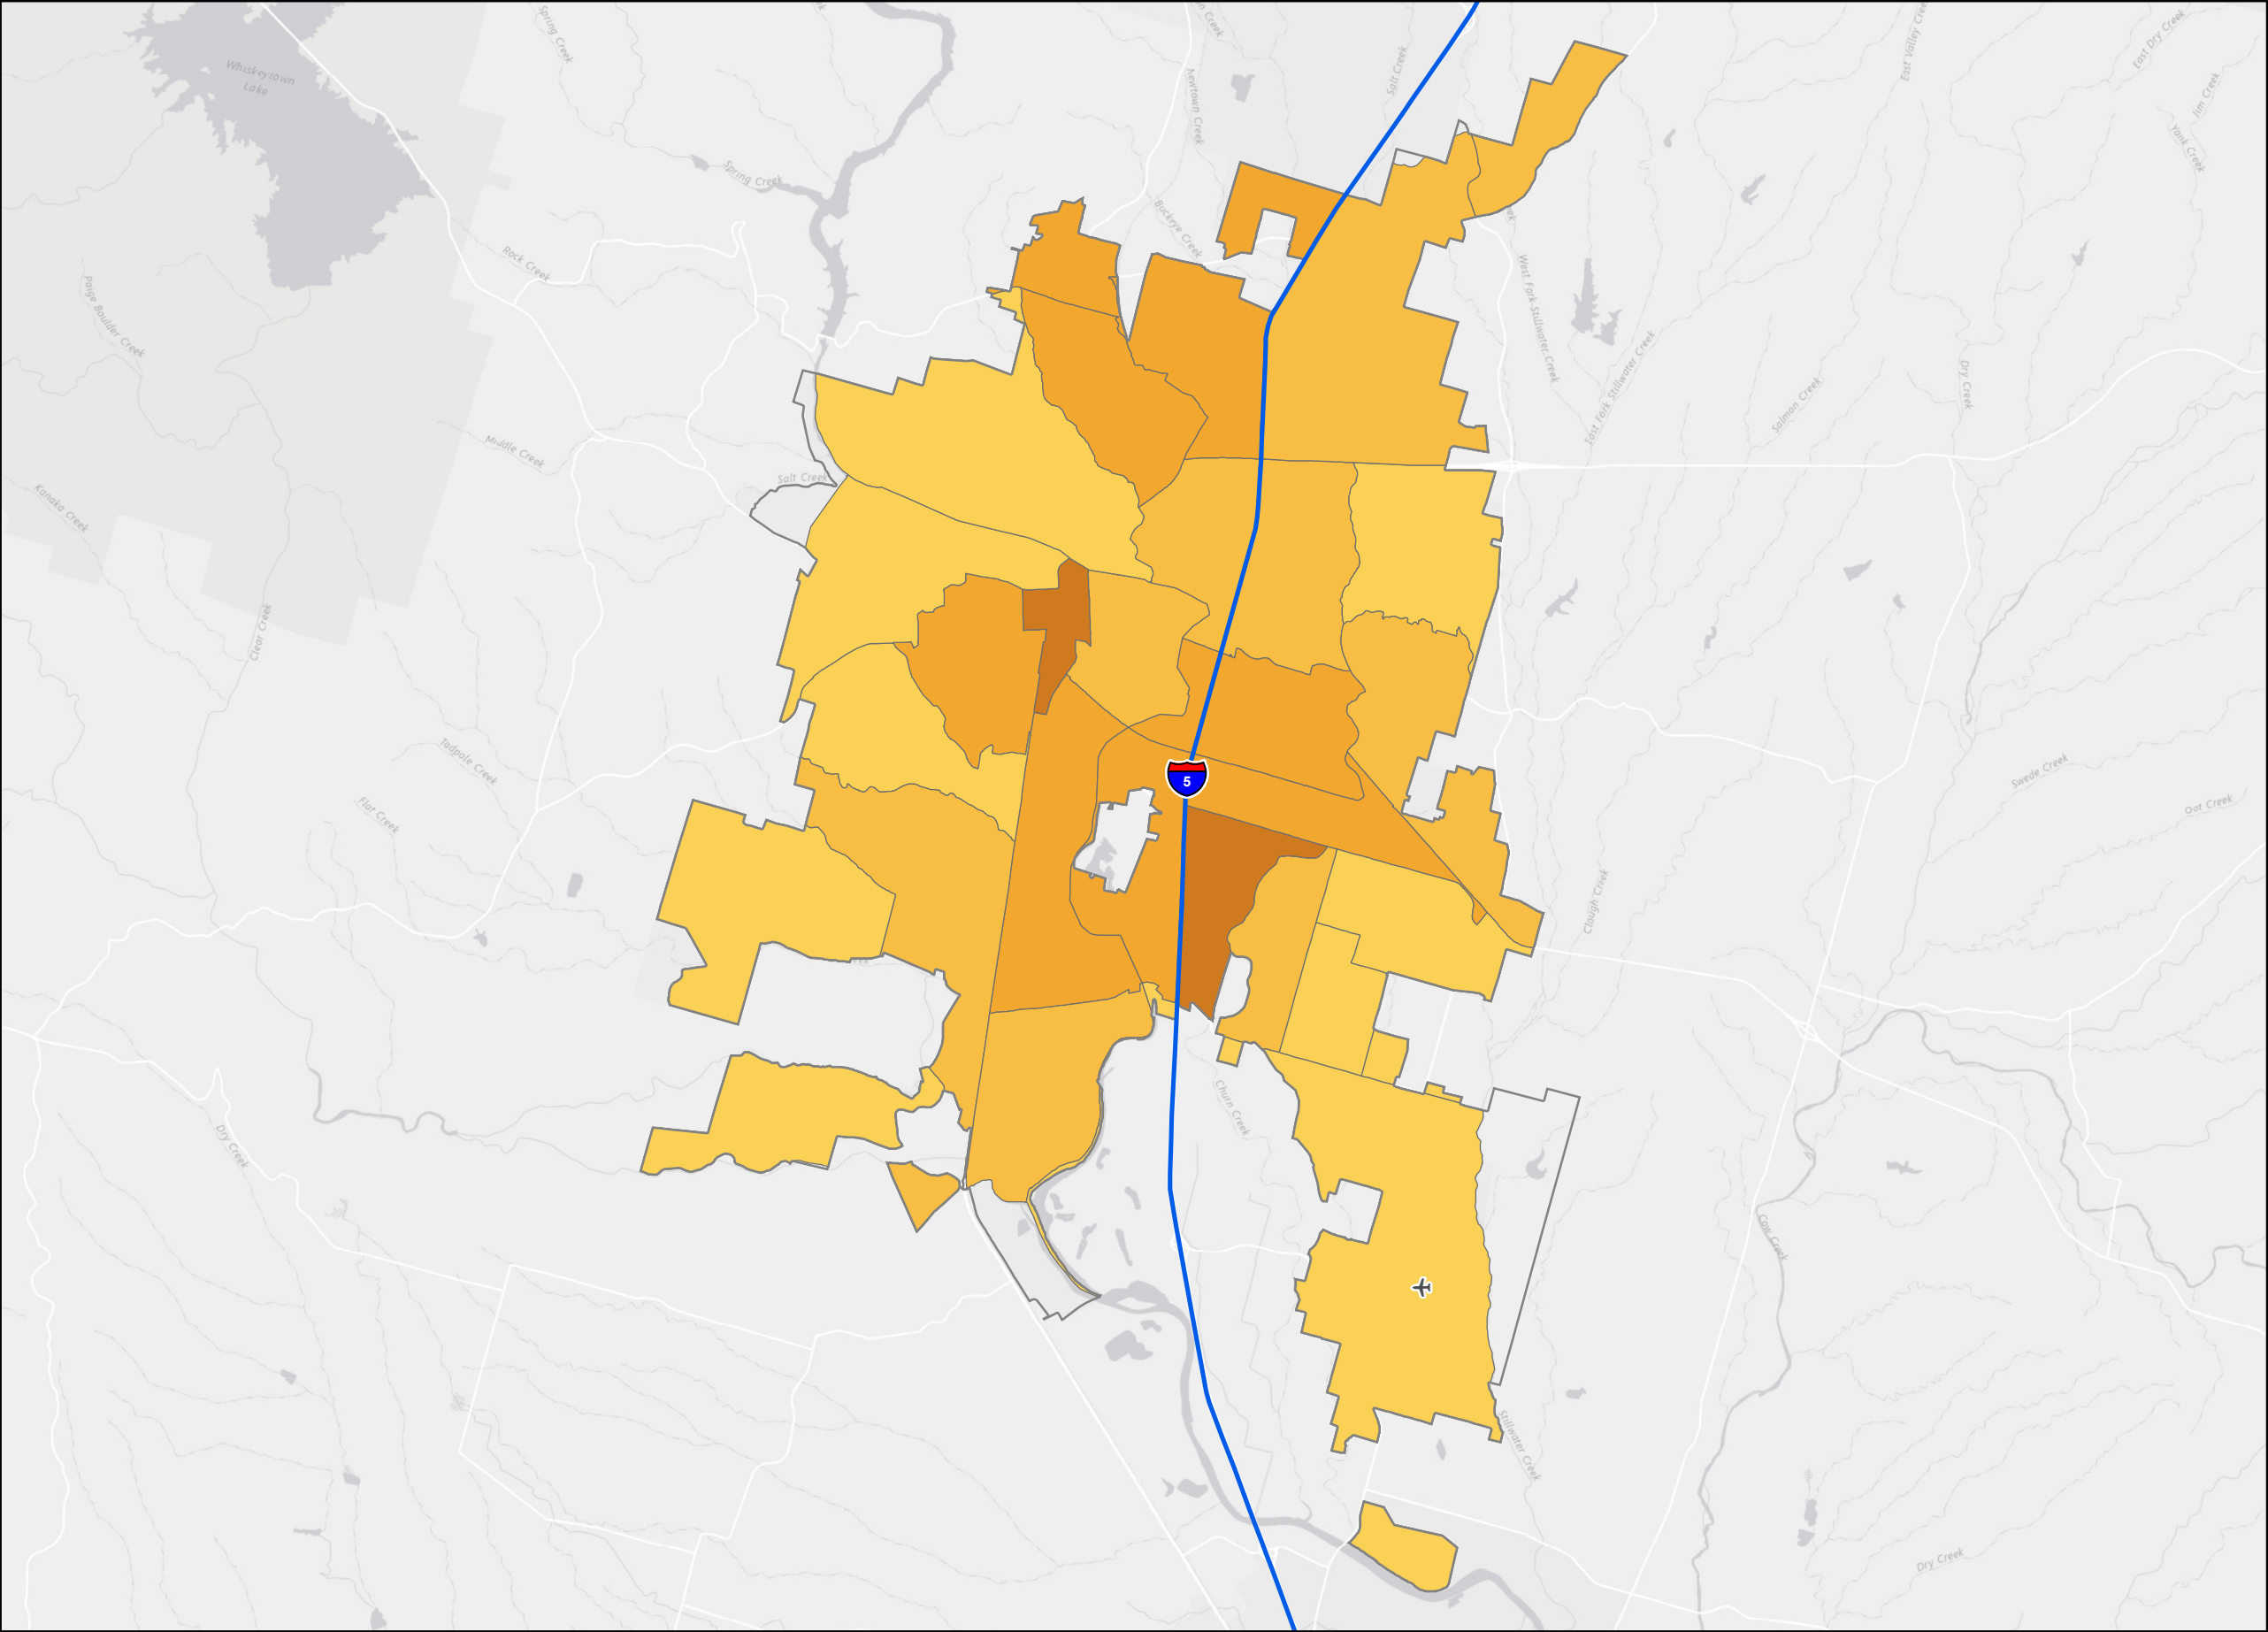 Spring Creek
Salt Creek
East Valley Cree
East Dry Creek
Whiskeytown
Lake
Newtown Creek
Jim Creek
Yank Creek
Spring Creek
Buckeye Creek
Rock Creek
West Fork Stillwater Creek
Paige Boulder Creek
East Fork Stillwater Creek
Salmon Creek
Dry Creek
Middle Creek
Salt Creek
Kanaka Creek
Clear Creek
Tadpole Creek
Swede Creek
5
Flat Creek
Oat Creek
Clough Creek
Churn Creek
Dry Creek
Cow Creek
Stillwater Creek
Dry Creek